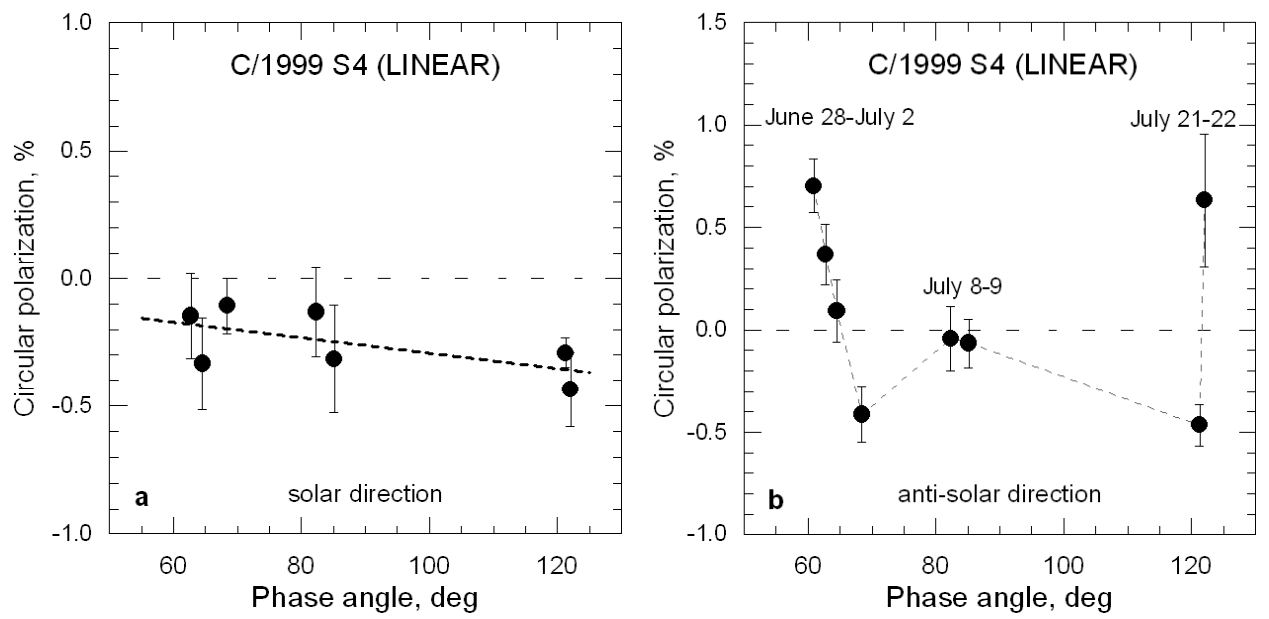 C/1999 S4 (LINEAR)
1.0
0.5
0.0
-0.5
-1.0
Circular polarization, %
a
solar direction
60
80
100
120
Phase angle, deg
C/1999 S4 (LINEAR)
June 28-July 2
July 21-22
July 8-9
1.5
1.0
0.5
0.0
-0.5
-1.0
Circular polarization, %
b
anti-solar direction
60
80
100
120
Phase angle, deg